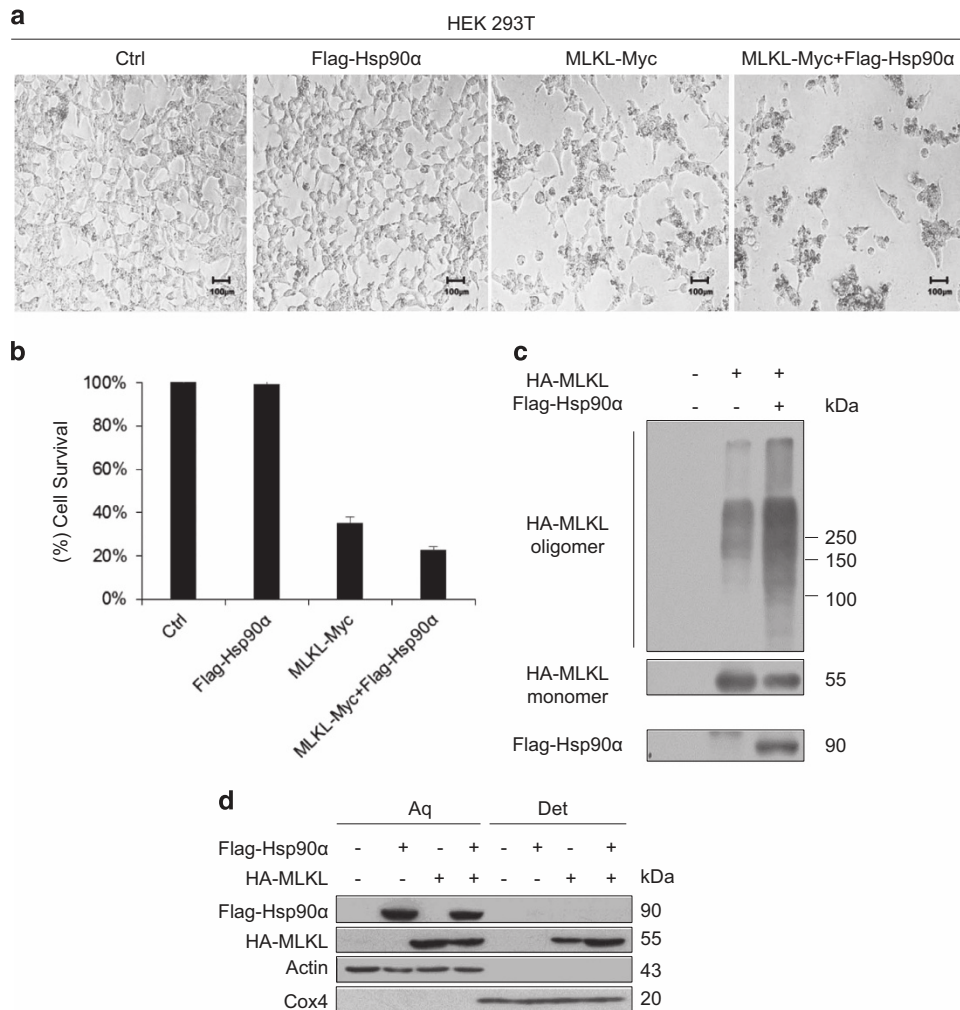 a
HEK 293T
Ctrl Flag-Hsp90α MLKL-Myc MLKL-Myc+Flag-Hsp90α
100µm 100µm 100µm 100µm
b
(%) Cell Survival
100%
80%
60%
40%
20%
0%
Ctrl Flag-Hsp90α MLKL-Myc MLKL-Myc+Flag-Hsp90α
c
HA-MLKL - + +
Flag-Hsp90α - - + kDa
HA-MLKL
oligomer
250
150
100
HA-MLKL
monomer
55
Flag-Hsp90α 90
d
Aq Det
Flag-Hsp90α - + - + - + - +
HA-MLKL - - + + - - + + kDa
Flag-Hsp90α 90
HA-MLKL 55
Actin 43
Cox4 20